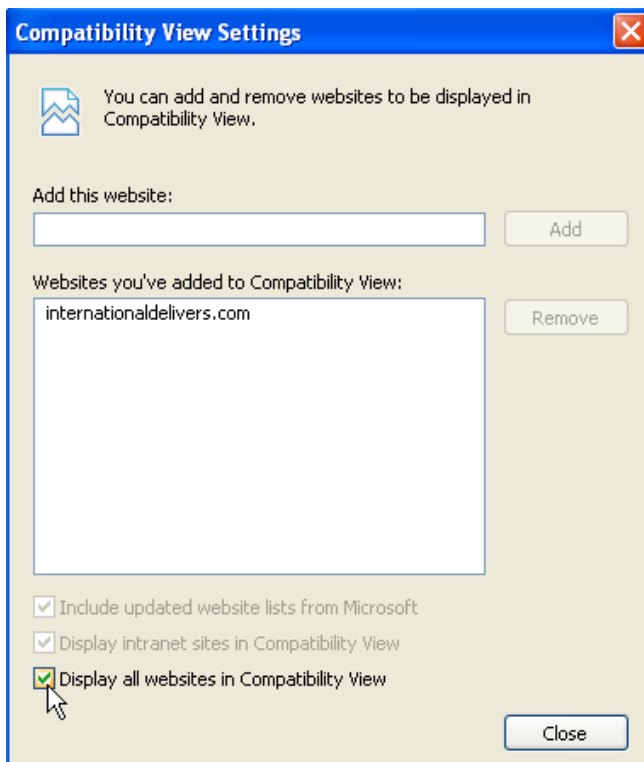 Compatibility View Settings
You can add and remove websites to be displayed in
Compatibility View.
Add this website:
Add
Websites you've added to Compatibility View:
internationaldelivers.com
Remove
Include updated website lists from Microsoft
Display intranet sites in Compatibility View
Display all websites in Compatibility View
Close